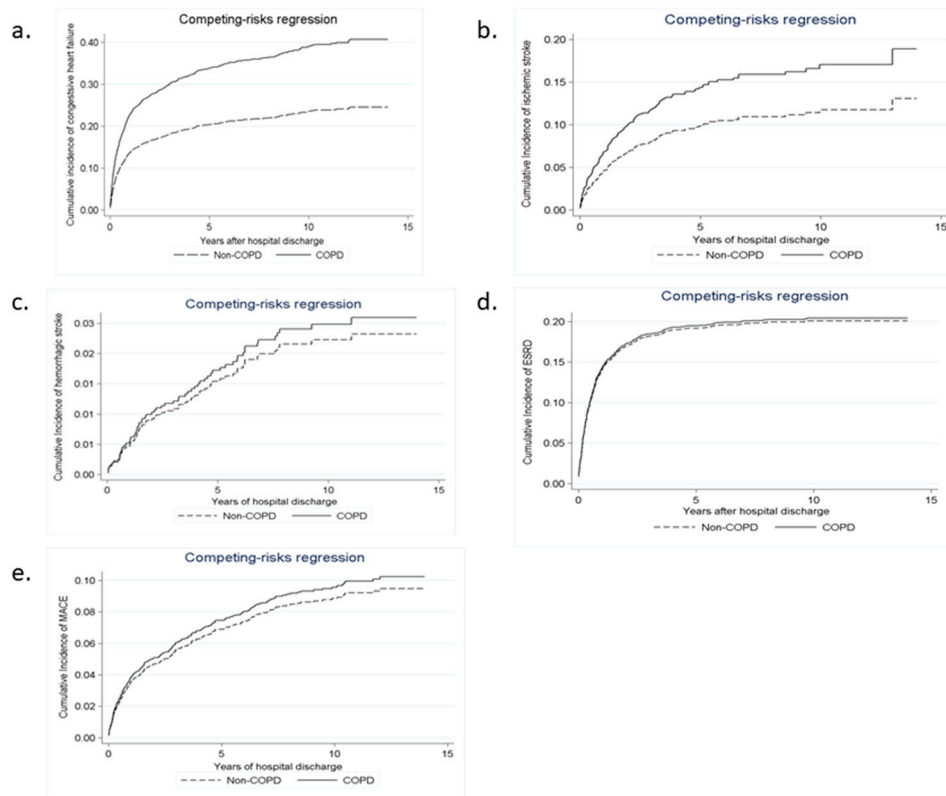 a.
Competing-risks regression
Cumulative incidence of congestsive heart failure
0.40
0.30
0.20
0.10
0.00
0 5 10 15
Years after hospital discharge
Non-COPD COPD
b.
Competing-risks regression
Cumulative Incidence of ischemic stroke
0.20
0.15
0.10
0.05
0.00
0 5 10 15
Years of hospital discharge
Non-COPD COPD
c.
Competing-risks regression
Cumulative Incidence of hemorrhagic stroke
0.03
0.02
0.01
0.01
0.01
0.00
0 5 10 15
Years of hospital discharge
Non-COPD COPD
d.
Competing-risks regression
Cumulative Incidence of ESRD
0.20
0.15
0.10
0.05
0.00
0 5 10 15
Years after hospital discharge
Non-COPD COPD
e.
Competing-risks regression
Cumulative Incidence of MACE
0.10
0.08
0.06
0.04
0.02
0.00
0 5 10 15
Years of hospital discharge
Non-COPD COPD